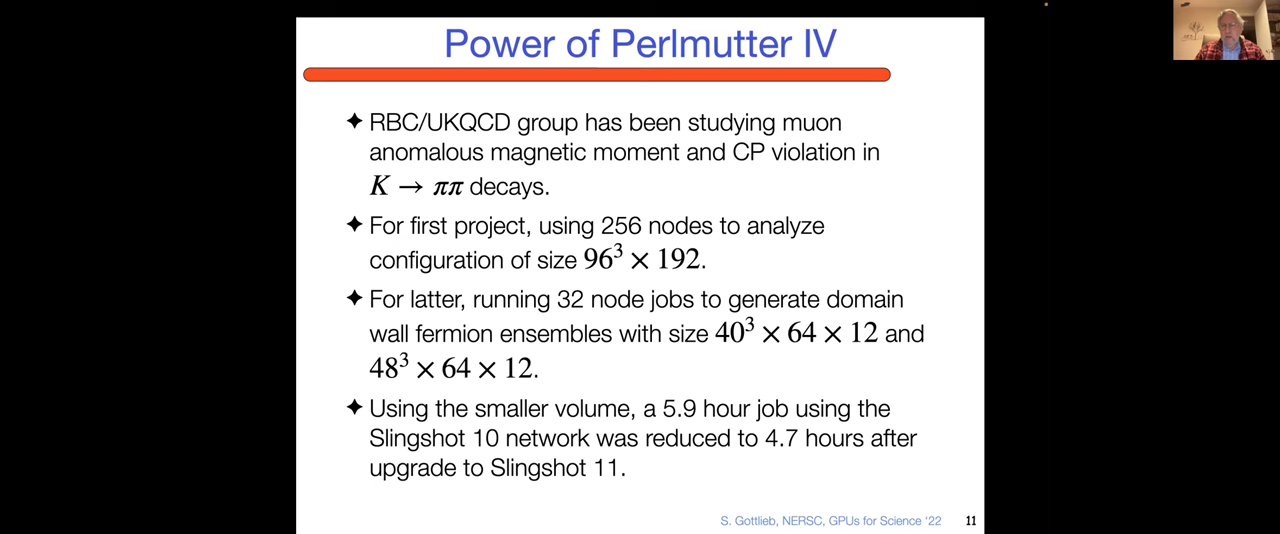 Power of Perlmutter IV
✦ RBC/UKQCD group has been studying muon
anomalous magnetic moment and CP violation in
K → ππ decays.
✦ For first project, using 256 nodes to analyze
configuration of size 96³ × 192.
✦ For latter, running 32 node jobs to generate domain
wall fermion ensembles with size 40³ × 64 × 12 and
48³ × 64 × 12.
✦ Using the smaller volume, a 5.9 hour job using the
Slingshot 10 network was reduced to 4.7 hours after
upgrade to Slingshot 11.
S. Gottlieb, NERSC, GPUs for Science ‘22 11